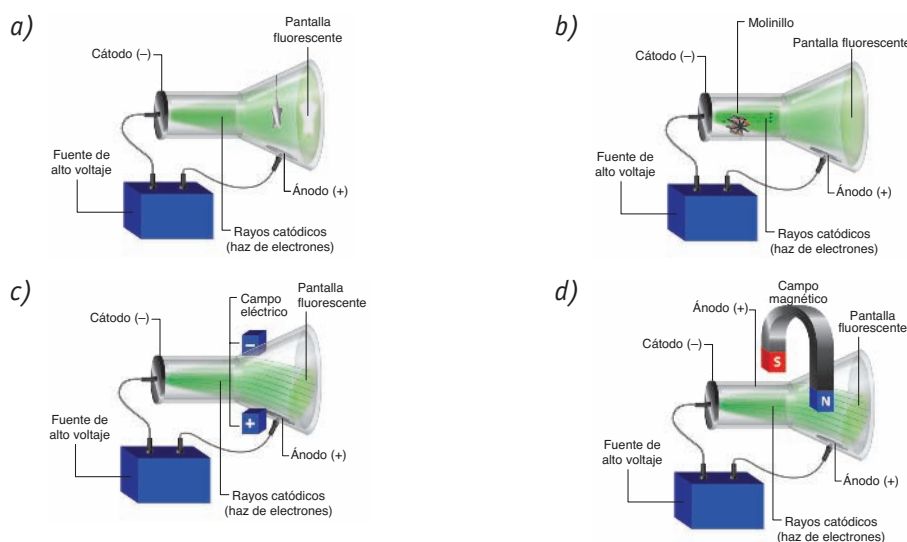 a)
Pantalla
fluorescente
Cátodo (–)
Fuente de
alto voltaje
Ánodo (+)
Rayos catódicos
(haz de electrones)
b)
Molinillo
Pantalla fluorescente
Cátodo (–)
Fuente de
alto voltaje
Ánodo (+)
Rayos catódicos
(haz de electrones)
c)
Pantalla
fluorescente
Campo
eléctrico
Cátodo (–)
–
+
Fuente de
alto voltaje
Ánodo (+)
Rayos catódicos
(haz de electrones)
d)
Campo
magnético
Pantalla
fluorescente
Ánodo (+)
Cátodo (–)
S
N
Fuente de
alto voltaje
Ánodo (+)
Rayos catódicos
(haz de electrones)